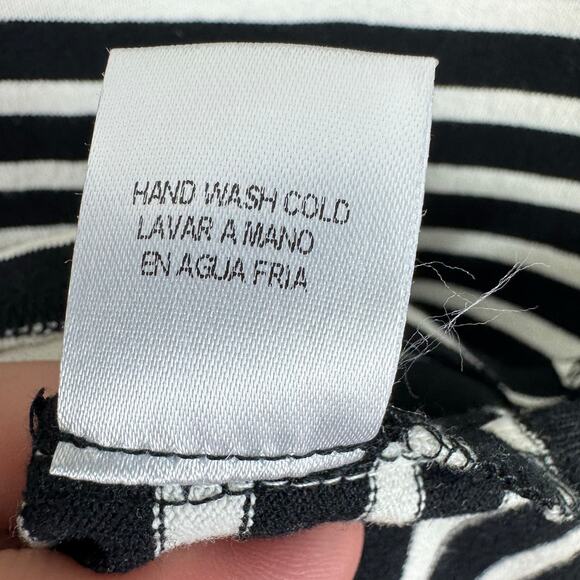 HAND WASH COLD
LAVAR A MANO
EN AGUA FRIA